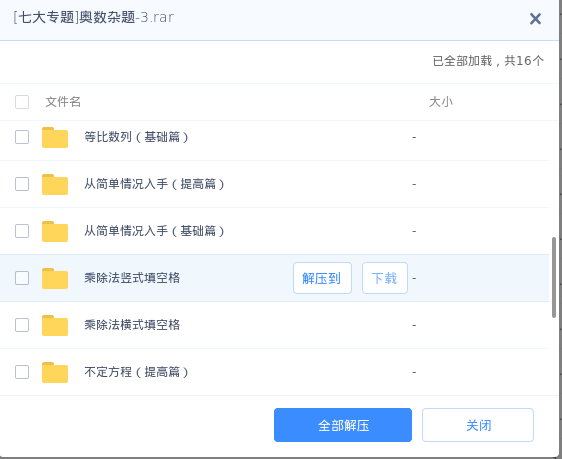 [七大专题]奥数杂题-3.rar
已全部加载，共16个
文件名 大小
等比数列（基础篇） -
从简单情况入手（提高篇） -
从简单情况入手（基础篇） -
乘除法竖式填空格 解压到 下载 -
乘除法横式填空格 -
不定方程（提高篇） -
全部解压 关闭